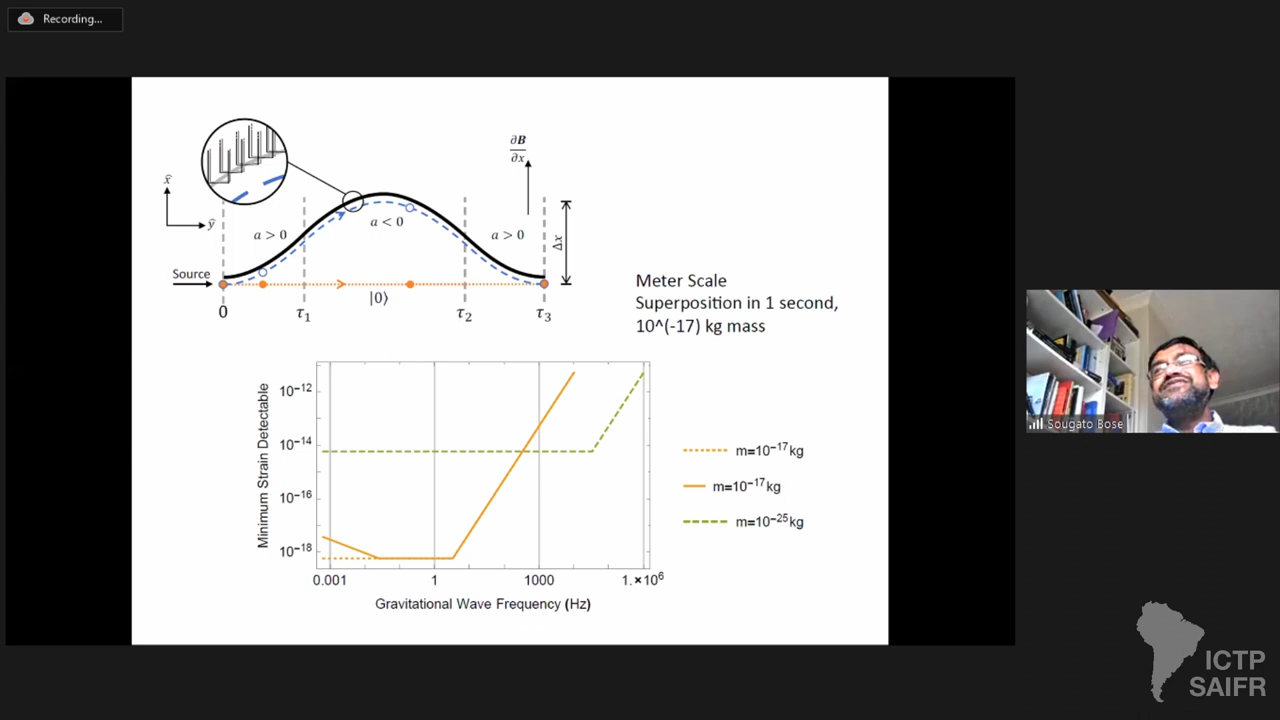 Recording...
∂B
∂x
x̂
ŷ
a > 0
a < 0
a > 0
Δx
Source
|0⟩
0
τ1
τ2
τ3
Meter Scale
Superposition in 1 second,
10^(-17) kg mass
Minimum Strain Detectable
10−12
10−14
10−16
10−18
0.001
1
1000
1.×10^6
Gravitational Wave Frequency (Hz)
m=10−17kg
m=10−17kg
m=10−25kg
Sougato Bose
ICTP
SAIFR